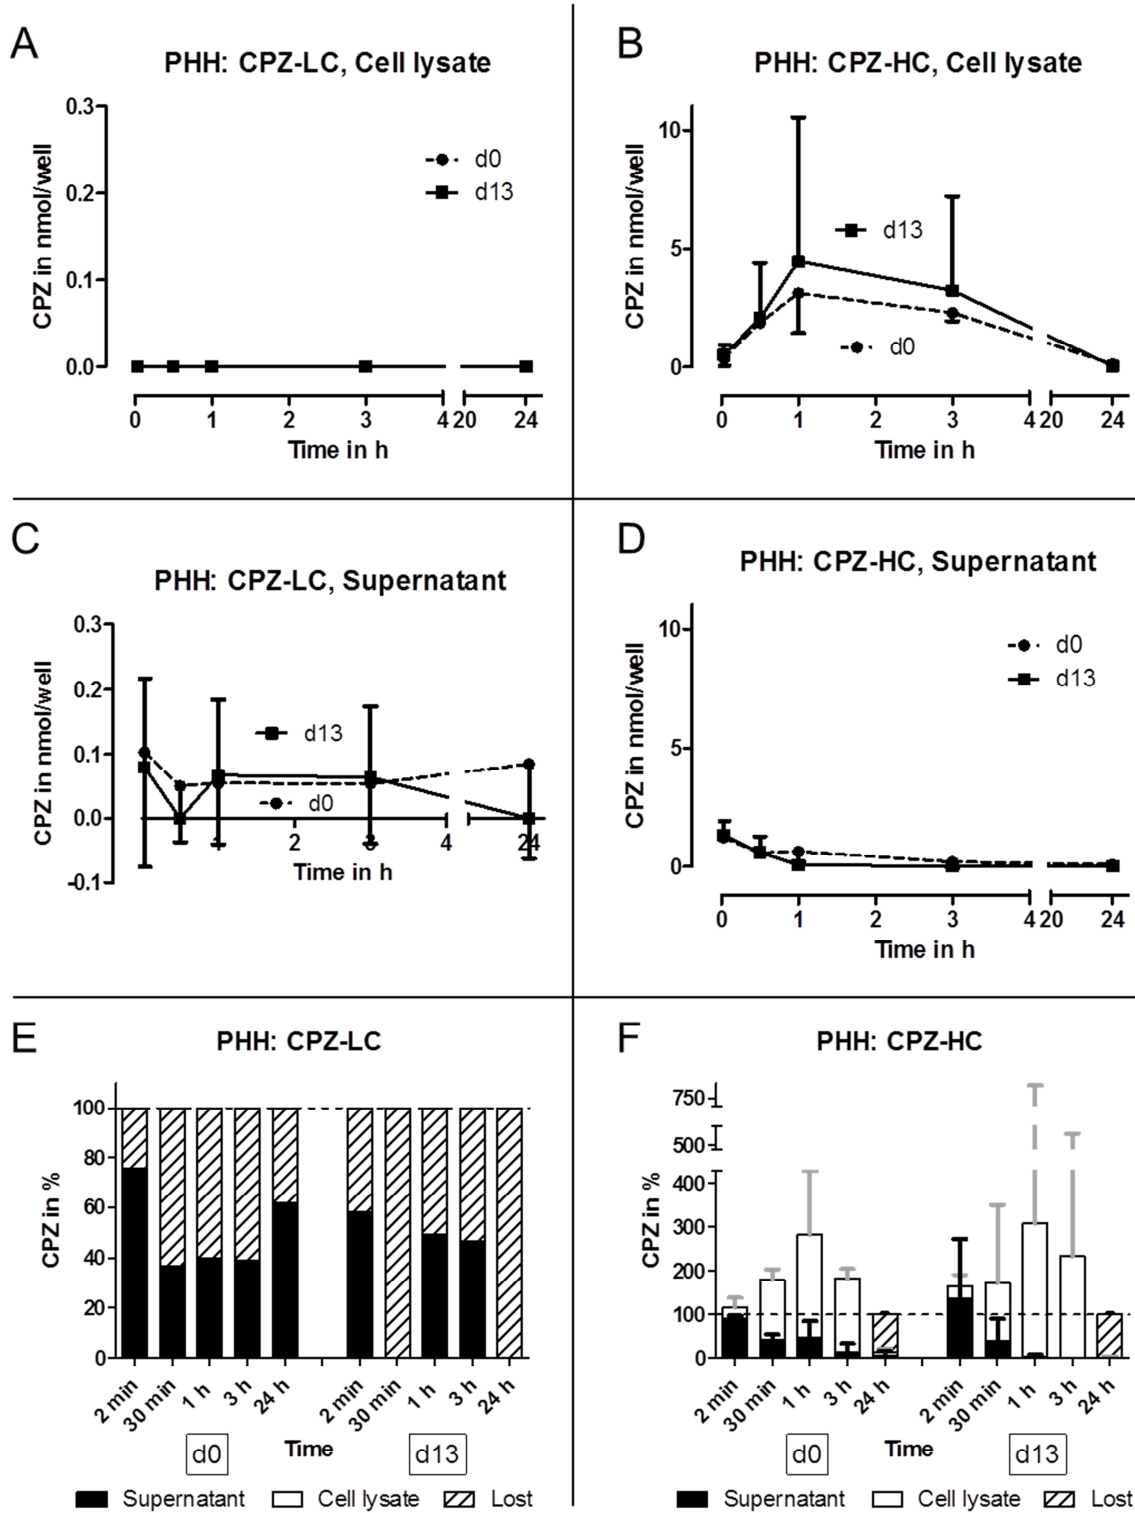 A
PHH: CPZ-LC, Cell lysate
CPZ in nmol/well
0.3
0.2
0.1
0.0
d0
d13
0 1 2 3 4 20 24
Time in h
B
PHH: CPZ-HC, Cell lysate
CPZ in nmol/well
10
5
0
d13
d0
0 1 2 3 4 20 24
Time in h
C
PHH: CPZ-LC, Supernatant
CPZ in nmol/well
0.3
0.2
0.1
0.0
-0.1
d13
d0
1 2 3 4 24
Time in h
D
PHH: CPZ-HC, Supernatant
CPZ in nmol/well
10
5
0
d0
d13
0 1 2 3 4 20 24
Time in h
E
PHH: CPZ-LC
CPZ in %
100
80
60
40
20
0
2 min 30 min 1 h 3 h 24 h 2 min 30 min 1 h 3 h 24 h
d0 Time d13
Supernatant Cell lysate Lost
F
PHH: CPZ-HC
CPZ in %
750
500
400
300
200
100
0
2 min 30 min 1 h 3 h 24 h 2 min 30 min 1 h 3 h 24 h
d0 Time d13
Supernatant Cell lysate Lost